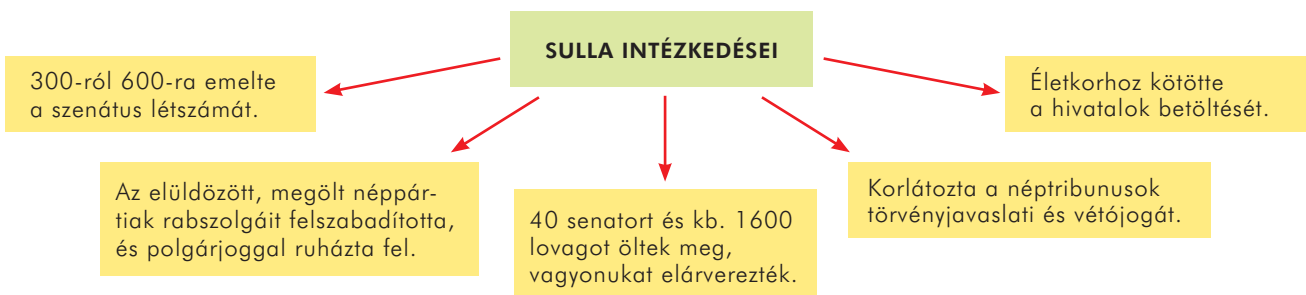 SULLA INTÉZKEDÉSEI
300-ról 600-ra emelte
a szenátus létszámát.
Az elüldözött, megölt néppár-
tiak rabszolgáit felszabadította,
és polgárjoggal ruházta fel.
40 senatort és kb. 1600
lovagot öltek meg,
vagyonukat elárverezték.
Korlátozta a néptribunusok
törvényjavaslati és vétójogát.
Életkorhoz kötötte
a hivatalok betöltését.